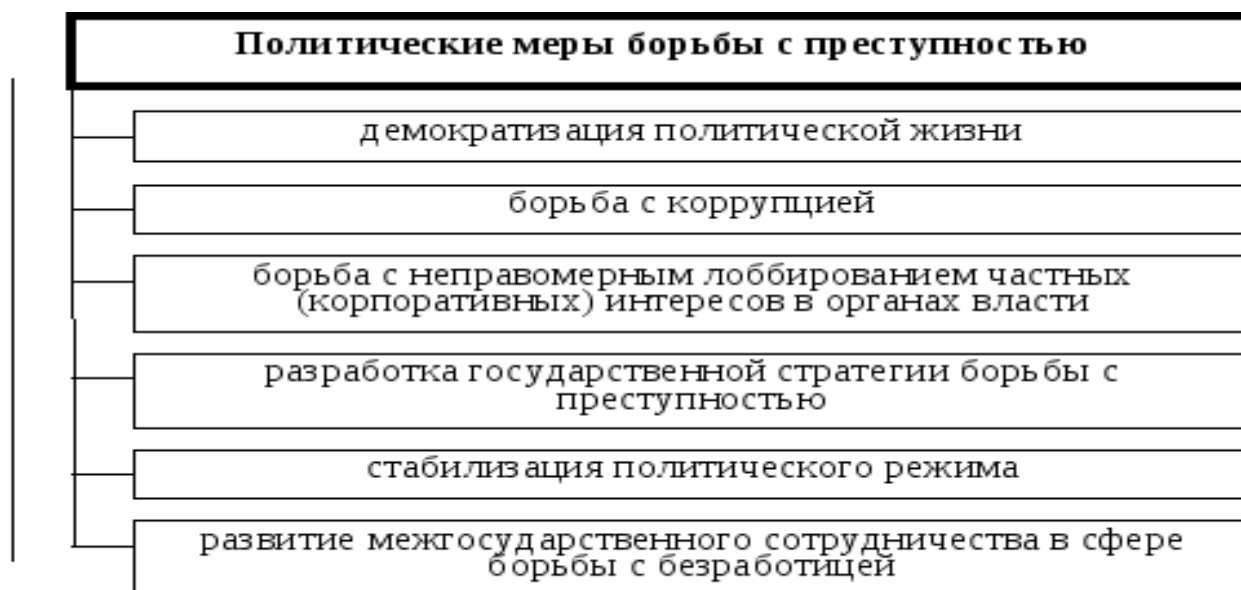 Политические меры борьбы с преступностью
демократизация политической жизни
борьба с коррупцией
борьба с неправомерным лоббированием частных
(корпоративных) интересов в органах власти
разработка государственной стратегии борьбы с
преступностью
стабилизация политического режима
развитие межгосударственного сотрудничества в сфере
борьбы с безработицей